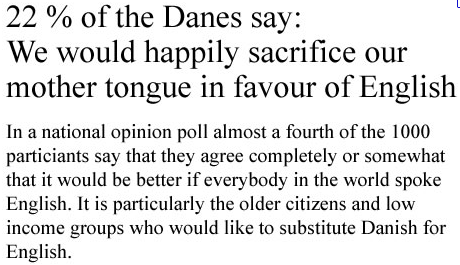 22 % of the Danes say:
We would happily sacrifice our
mother tongue in favour of English
In a national opinion poll almost a fourth of the 1000
particiants say that they agree completely or somewhat
that it would be better if everybody in the world spoke
English. It is particularly the older citizens and low
income groups who would like to substitute Danish for
English.